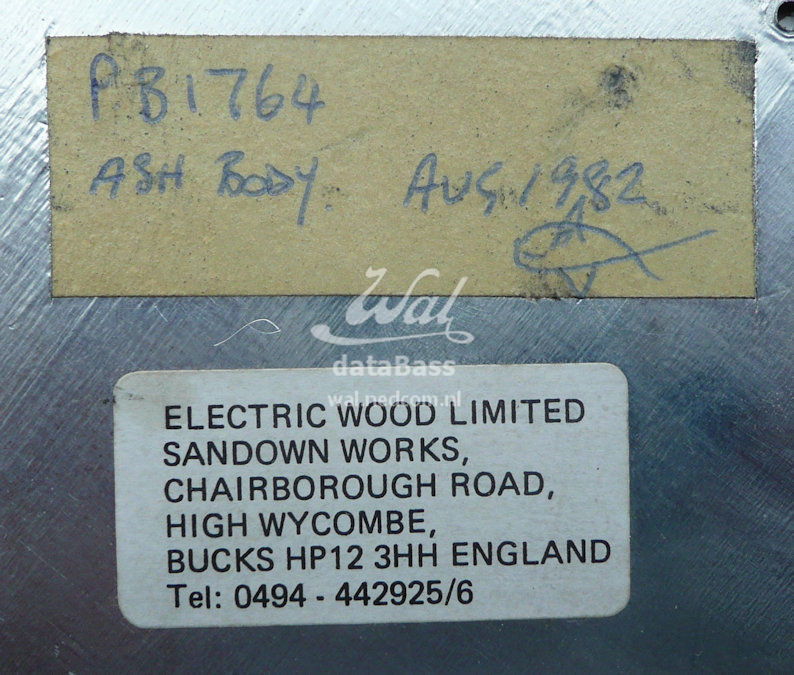 PB1764
ASH BODY. AUG 1982
Wal
dataBass
wal.nedcom.nl
ELECTRIC WOOD LIMITED
SANDOWN WORKS,
CHAIRBOROUGH ROAD,
HIGH WYCOMBE,
BUCKS HP12 3HH ENGLAND
Tel: 0494 - 442925/6